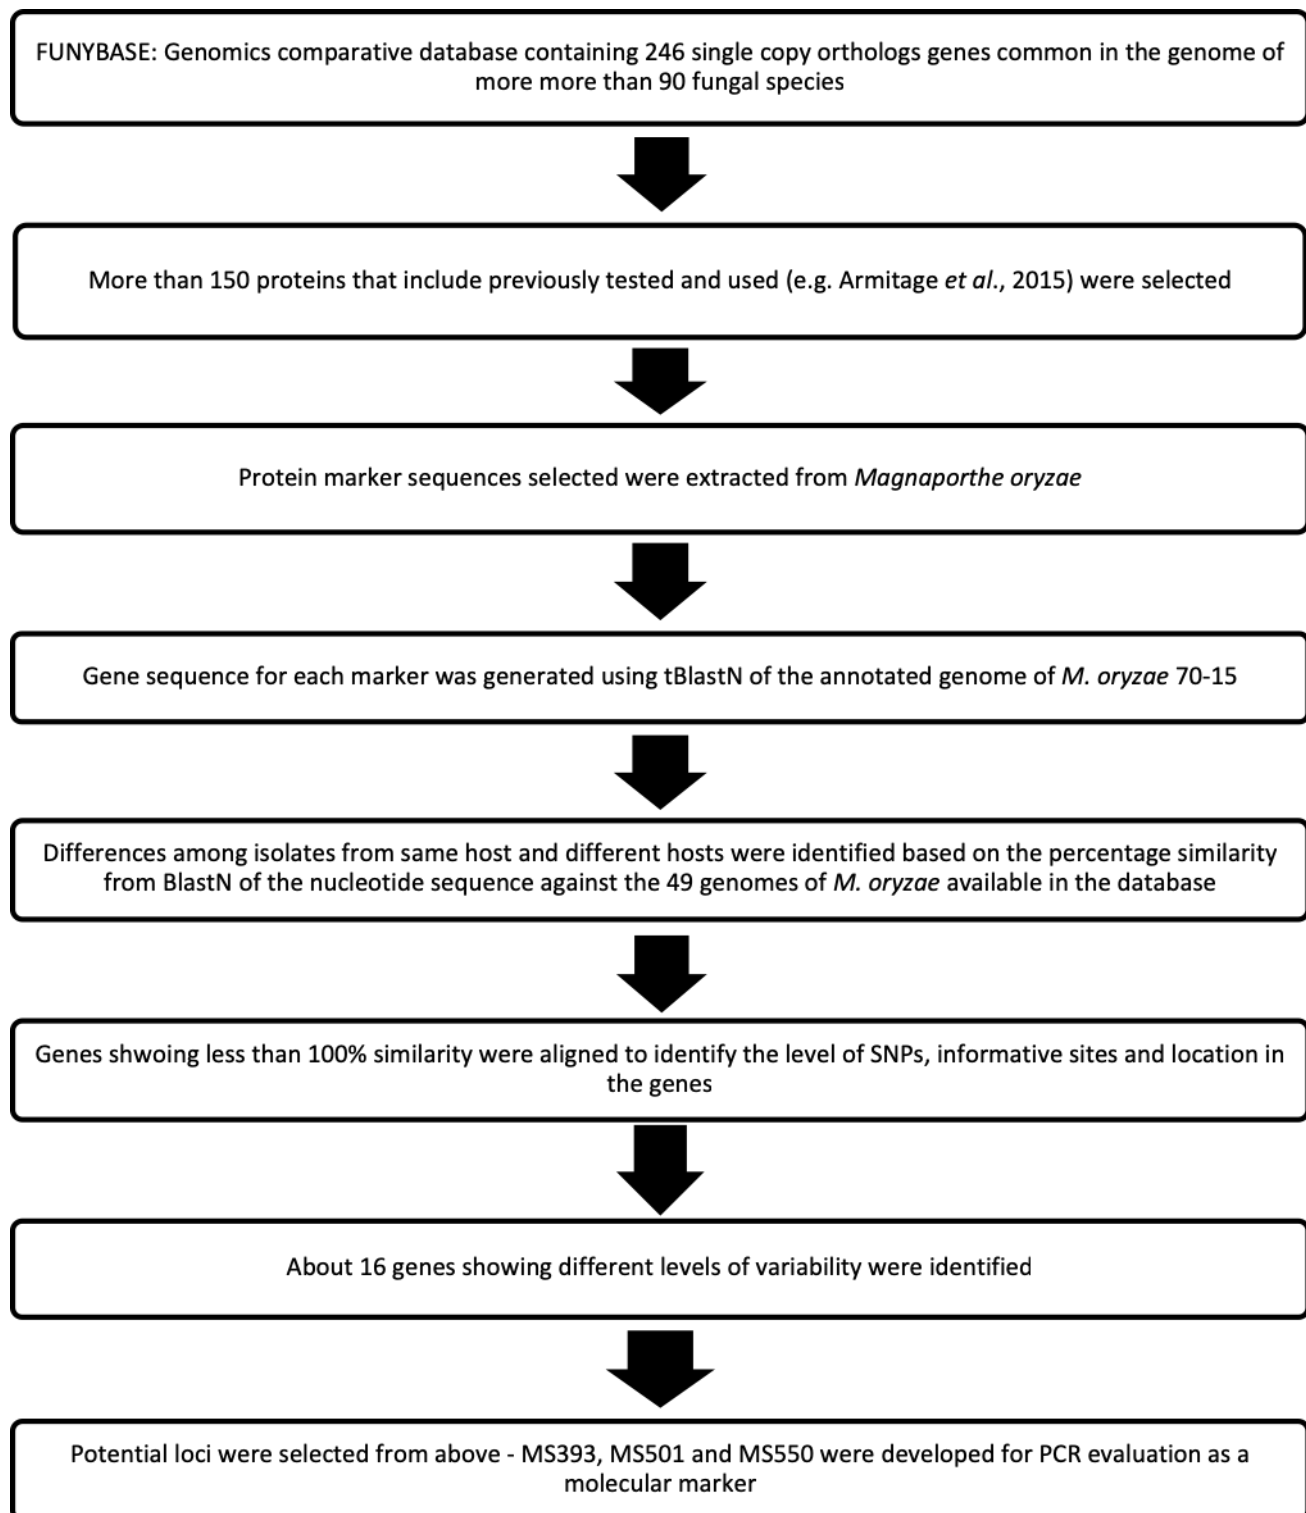 FUNYBASE: Genomics comparative database containing 246 single copy orthologs genes common in the genome of
more more than 90 fungal species
More than 150 proteins that include previously tested and used (e.g. Armitage et al., 2015) were selected
Protein marker sequences selected were extracted from Magnaporthe oryzae
Gene sequence for each marker was generated using tBlastN of the annotated genome of M. oryzae 70-15
Differences among isolates from same host and different hosts were identified based on the percentage similarity
from BlastN of the nucleotide sequence against the 49 genomes of M. oryzae available in the database
Genes shwoing less than 100% similarity were aligned to identify the level of SNPs, informative sites and location in
the genes
About 16 genes showing different levels of variability were identified
Potential loci were selected from above - MS393, MS501 and MS550 were developed for PCR evaluation as a
molecular marker